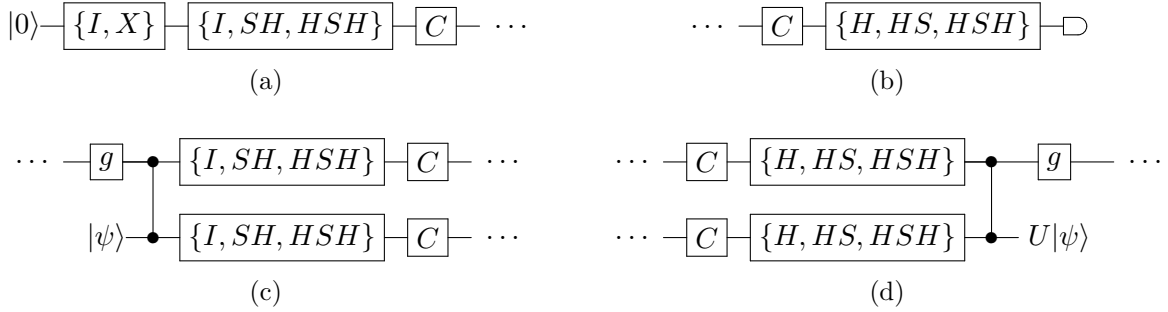 |0⟩ {I, X} {I, SH, HSH} C ··· ··· C {H, HS, HSH}
(a) (b)
··· g {I, SH, HSH} C ··· ··· C {H, HS, HSH} g ···
|ψ⟩ {I, SH, HSH} C ··· ··· C {H, HS, HSH} U|ψ⟩
(c) (d)